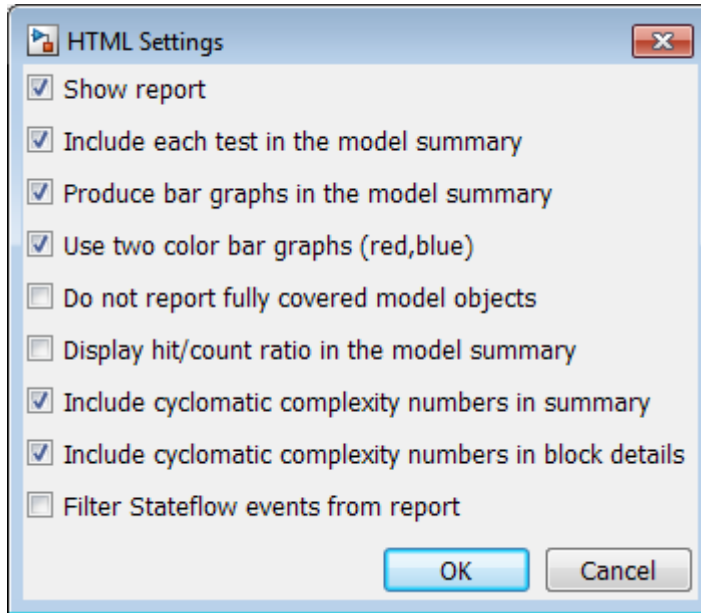 HTML Settings
Show report
Include each test in the model summary
Produce bar graphs in the model summary
Use two color bar graphs (red,blue)
Do not report fully covered model objects
Display hit/count ratio in the model summary
Include cyclomatic complexity numbers in summary
Include cyclomatic complexity numbers in block details
Filter Stateflow events from report
OK Cancel